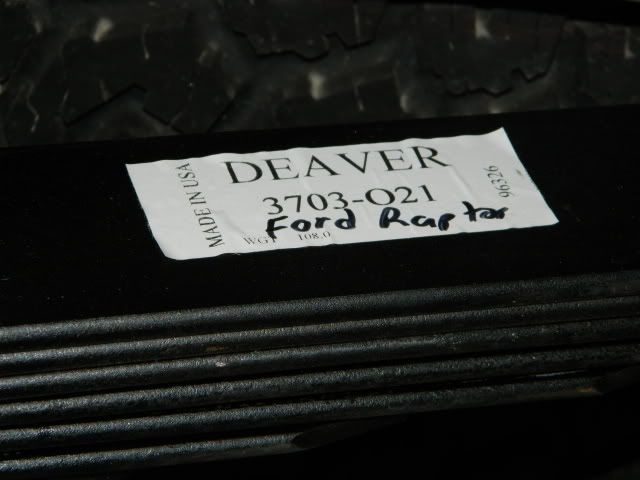 DEAVER
MADE IN USA
3703-O21
96326
Ford Raptor
WGT 108.0